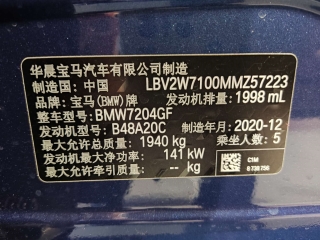 华晨宝马汽车有限公司制造
制造国: 中国 LBV2W7100MMZ57223
品牌: 宝马(BMW)牌 发动机排量: 1998 mL
整车型号: BMW7204GF
发动机型号: B48A20C 制造年月: 2020-12
最大允许总质量: 1940 kg 乘坐人数: 5
发动机最大净功率: 141 kW
最大允许牵引质量: -- kg
C1M